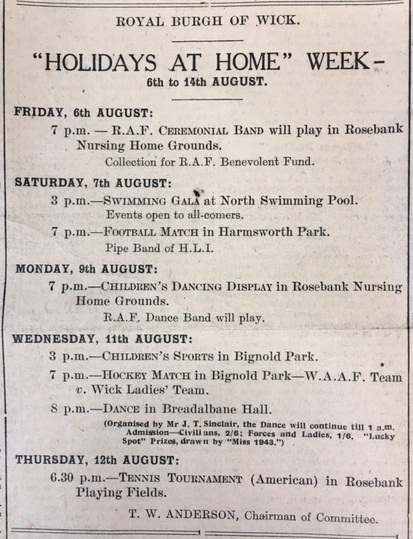 ROYAL BURGH OF WICK.
"HOLIDAYS AT HOME" WEEK–
6th to 14th AUGUST.
FRIDAY, 6th AUGUST:
7 p.m. — R.A.F. CEREMONIAL BAND will play in Rosebank
Nursing Home Grounds.
Collection for R.A.F. Benevolent Fund.
SATURDAY, 7th AUGUST:
3 p.m.—SWIMMING GALA at North Swimming Pool.
Events open to all-comers.
7 p.m.—FOOTBALL MATCH in Harmsworth Park.
Pipe Band of H.L.I.
MONDAY, 9th AUGUST:
7 p.m.—CHILDREN'S DANCING DISPLAY in Rosebank Nursing
Home Grounds.
R.A.F. Dance Band will play.
WEDNESDAY, 11th AUGUST:
3 p.m.—CHILDREN'S SPORTS in Bignold Park.
7 p.m.—HOCKEY MATCH in Bignold Park—W.A.A.F. Team
v. Wick Ladies' Team.
8 p.m.—DANCE in Breadalbane Hall.
(Organised by Mr J. T. Sinclair, the Dance will continue till 1 a.m.
Admission—Civilians, 2/6; Forces and Ladies, 1/6. "Lucky
Spot" Prizes, drawn by "Miss 1943.")
THURSDAY, 12th AUGUST:
6.30 p.m.—TENNIS TOURNAMENT (American) in Rosebank
Playing Fields.
T. W. ANDERSON, Chairman of Committee.